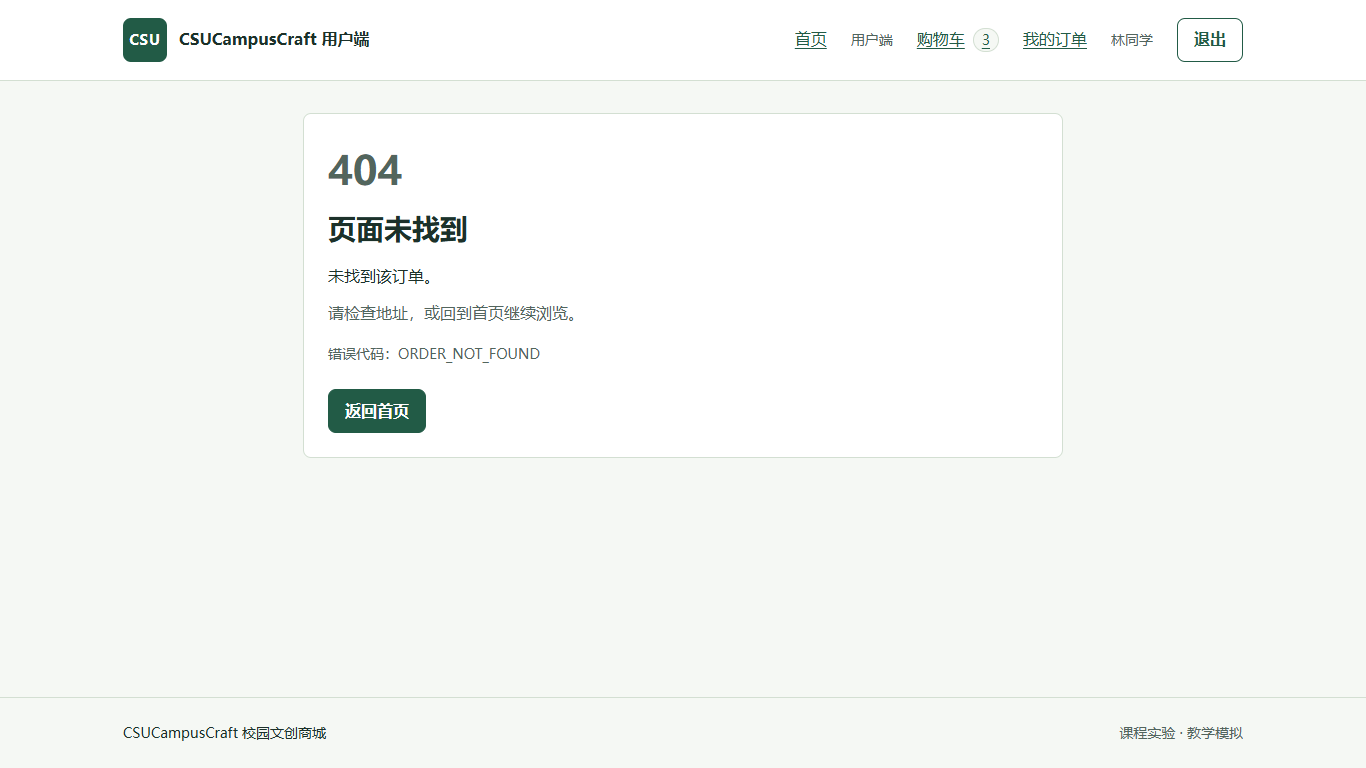 CSU CSUCampusCraft 用户端 首页 用户端 购物车 3 我的订单 林同学 退出
404
页面未找到
未找到该订单。
请检查地址，或回到首页继续浏览。
错误代码：ORDER_NOT_FOUND
返回首页
CSUCampusCraft 校园文创商城 课程实验 · 教学模拟